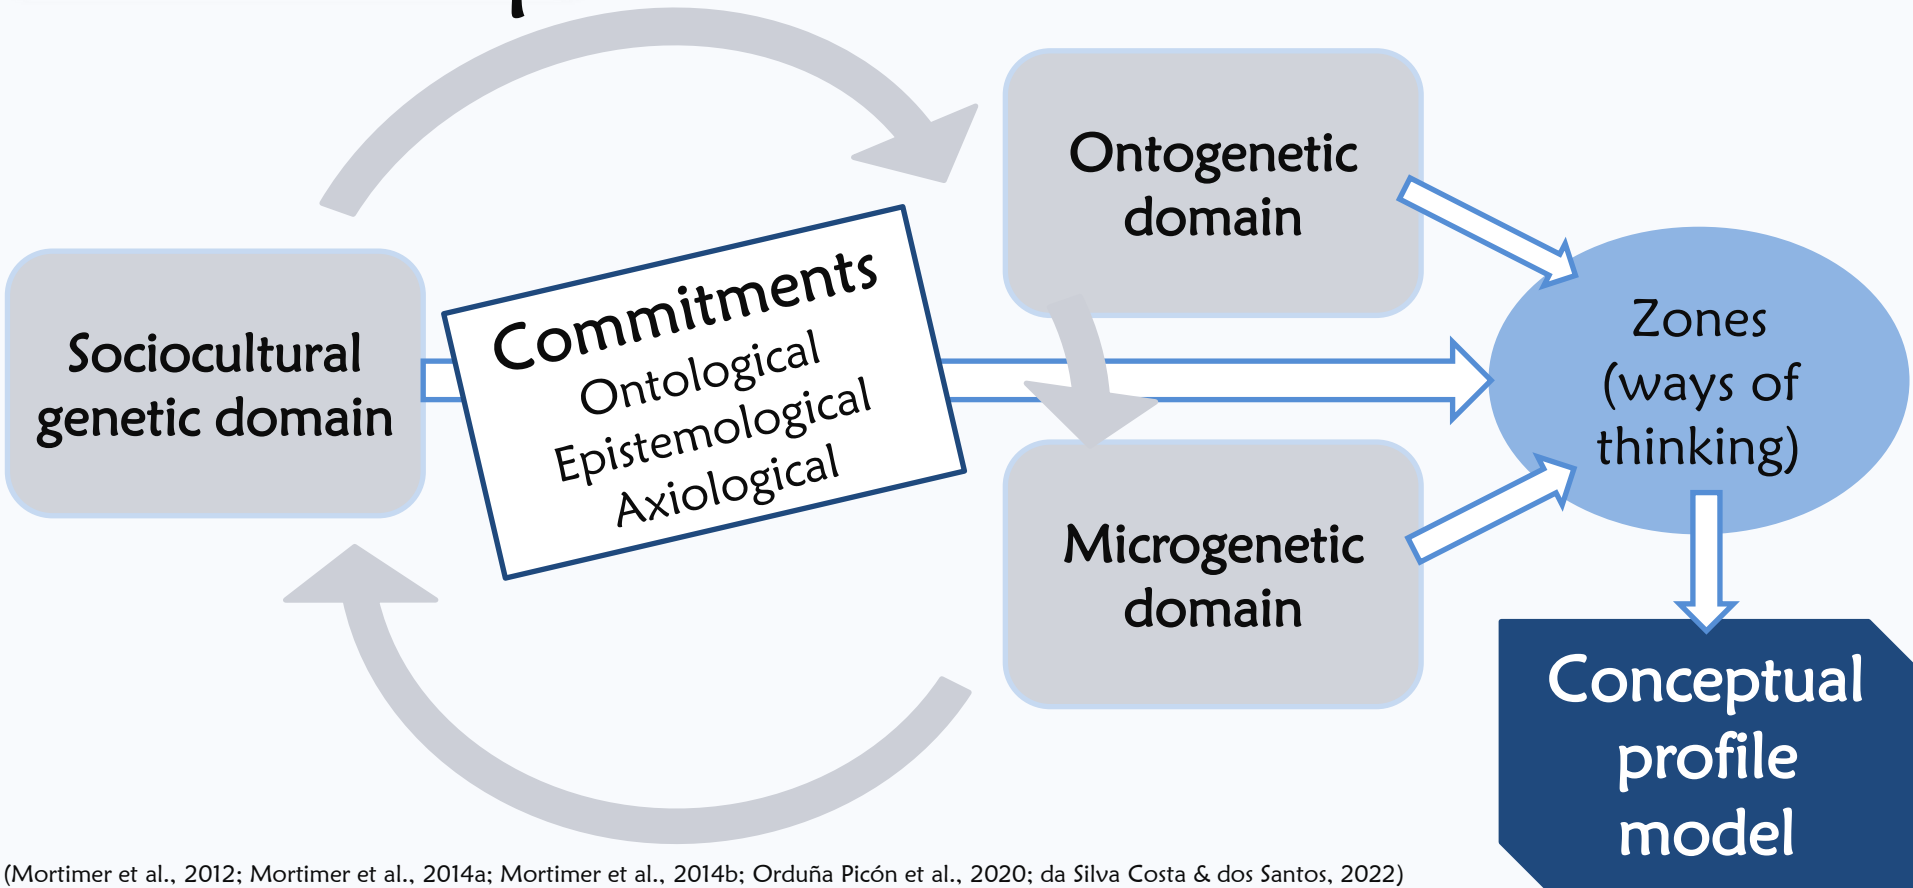 Sociocultural
genetic domain
Commitments
Ontological
Epistemological
Axiological
Ontogenetic
domain
Microgenetic
domain
Zones
(ways of
thinking)
Conceptual
profile
model
(Mortimer et al., 2012; Mortimer et al., 2014a; Mortimer et al., 2014b; Orduña Picón et al., 2020; da Silva Costa & dos Santos, 2022)